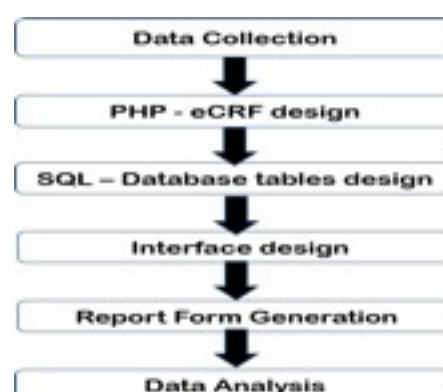 Data Collection
PHP - eCRF design
SQL – Database tables design
Interface design
Report Form Generation
Data Analysis